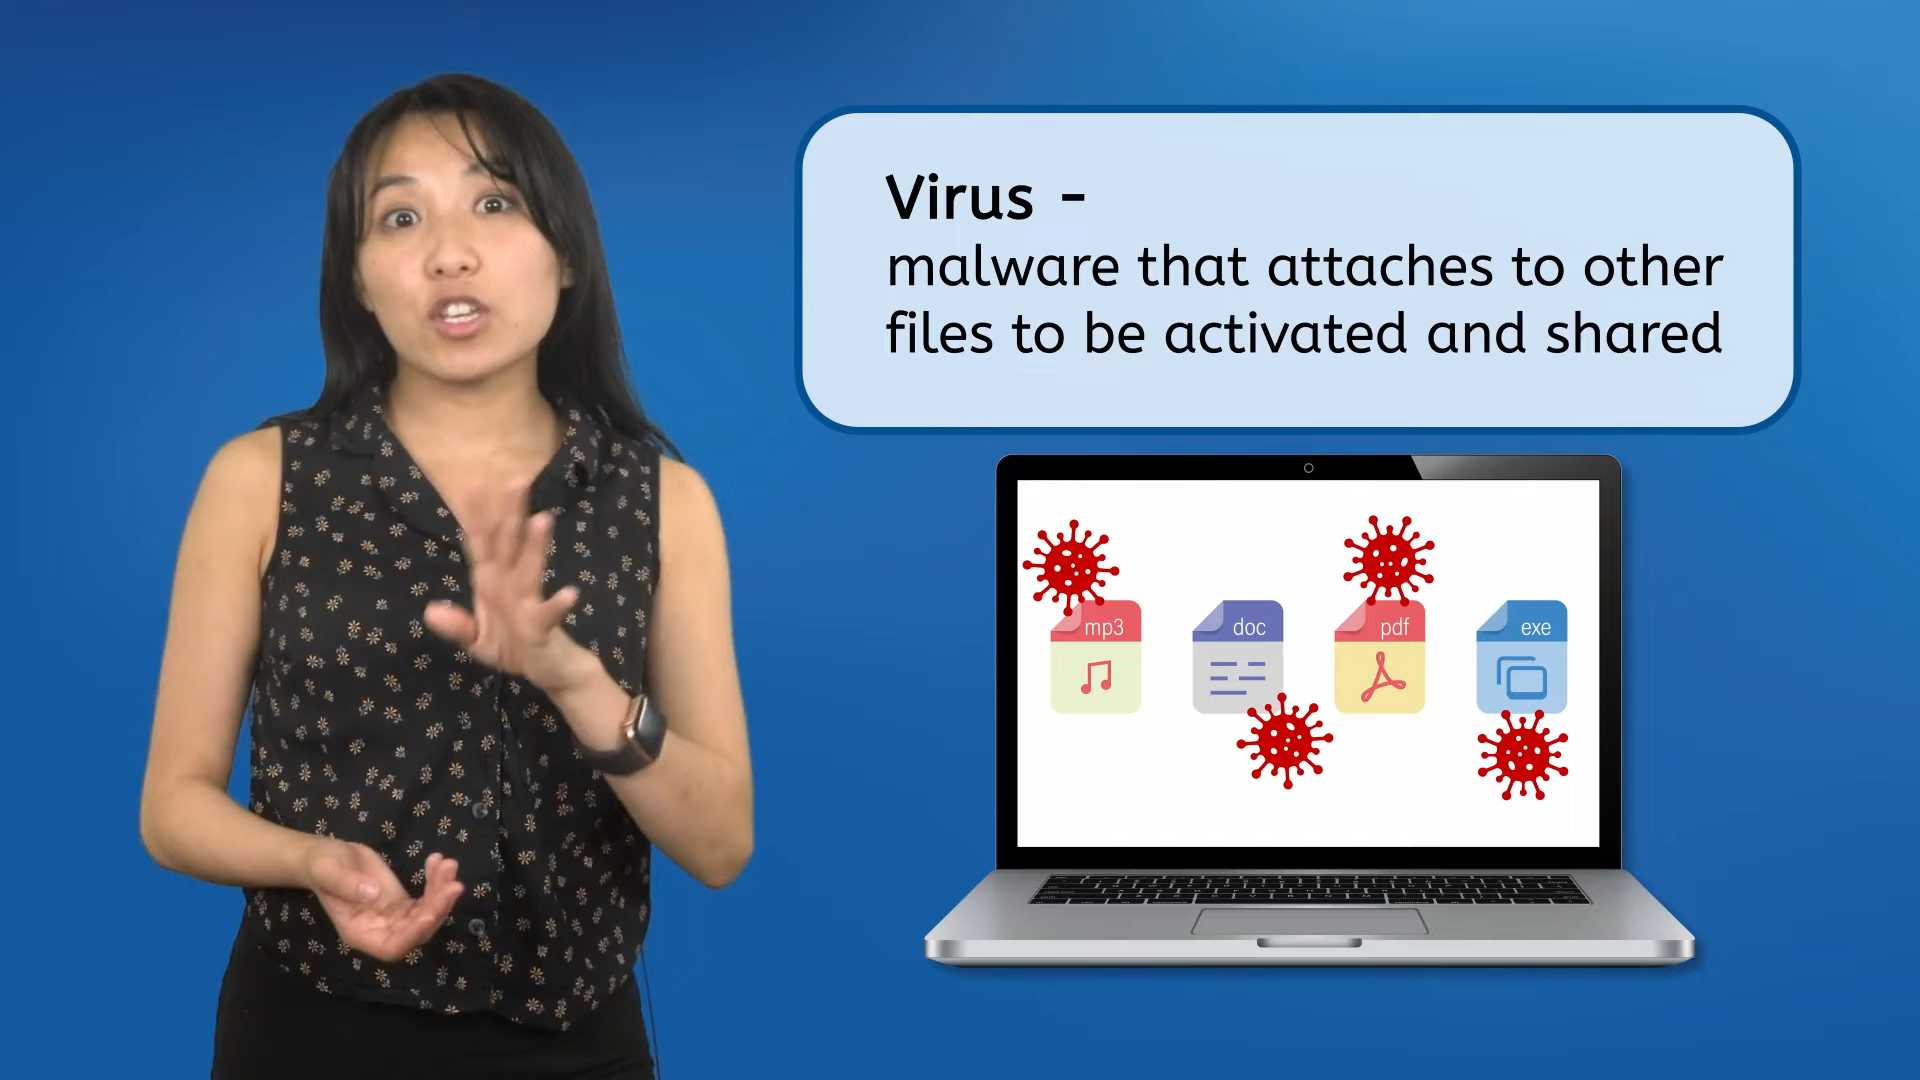 Virus -
malware that attaches to other
files to be activated and shared
mp3 doc pdf exe